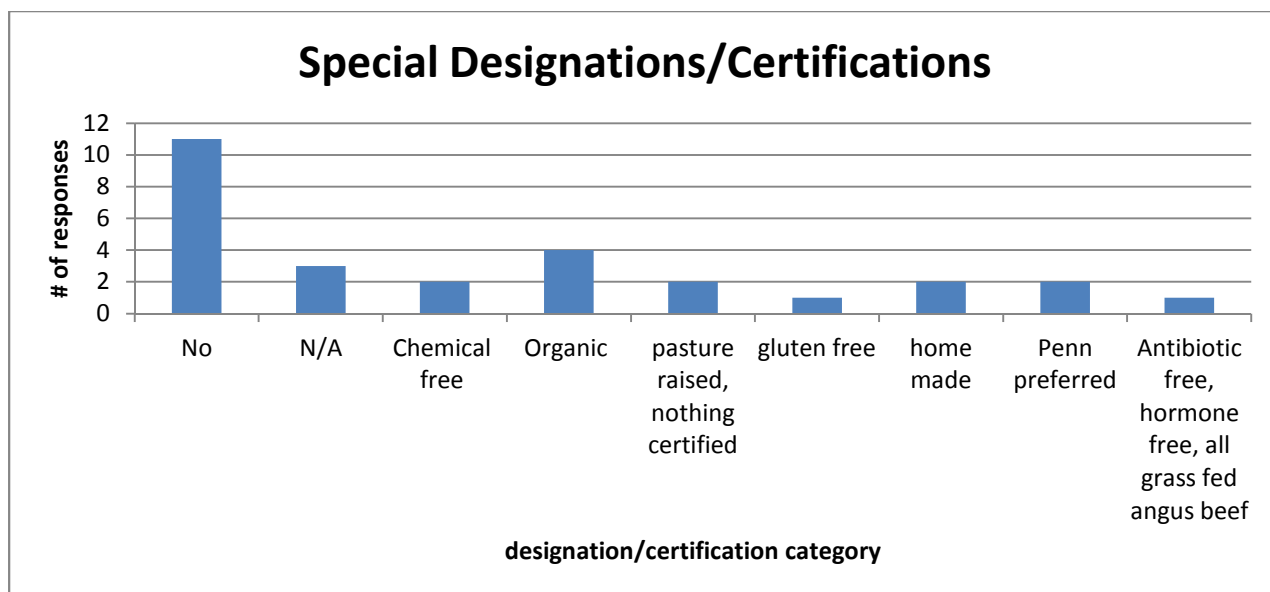 Special Designations/Certifications
# of responses
12
10
8
6
4
2
0
No
N/A
Chemical
free
Organic
pasture
raised,
nothing
certified
gluten free
home
made
Penn
preferred
Antibiotic
free,
hormone
free, all
grass fed
angus beef
designation/certification category